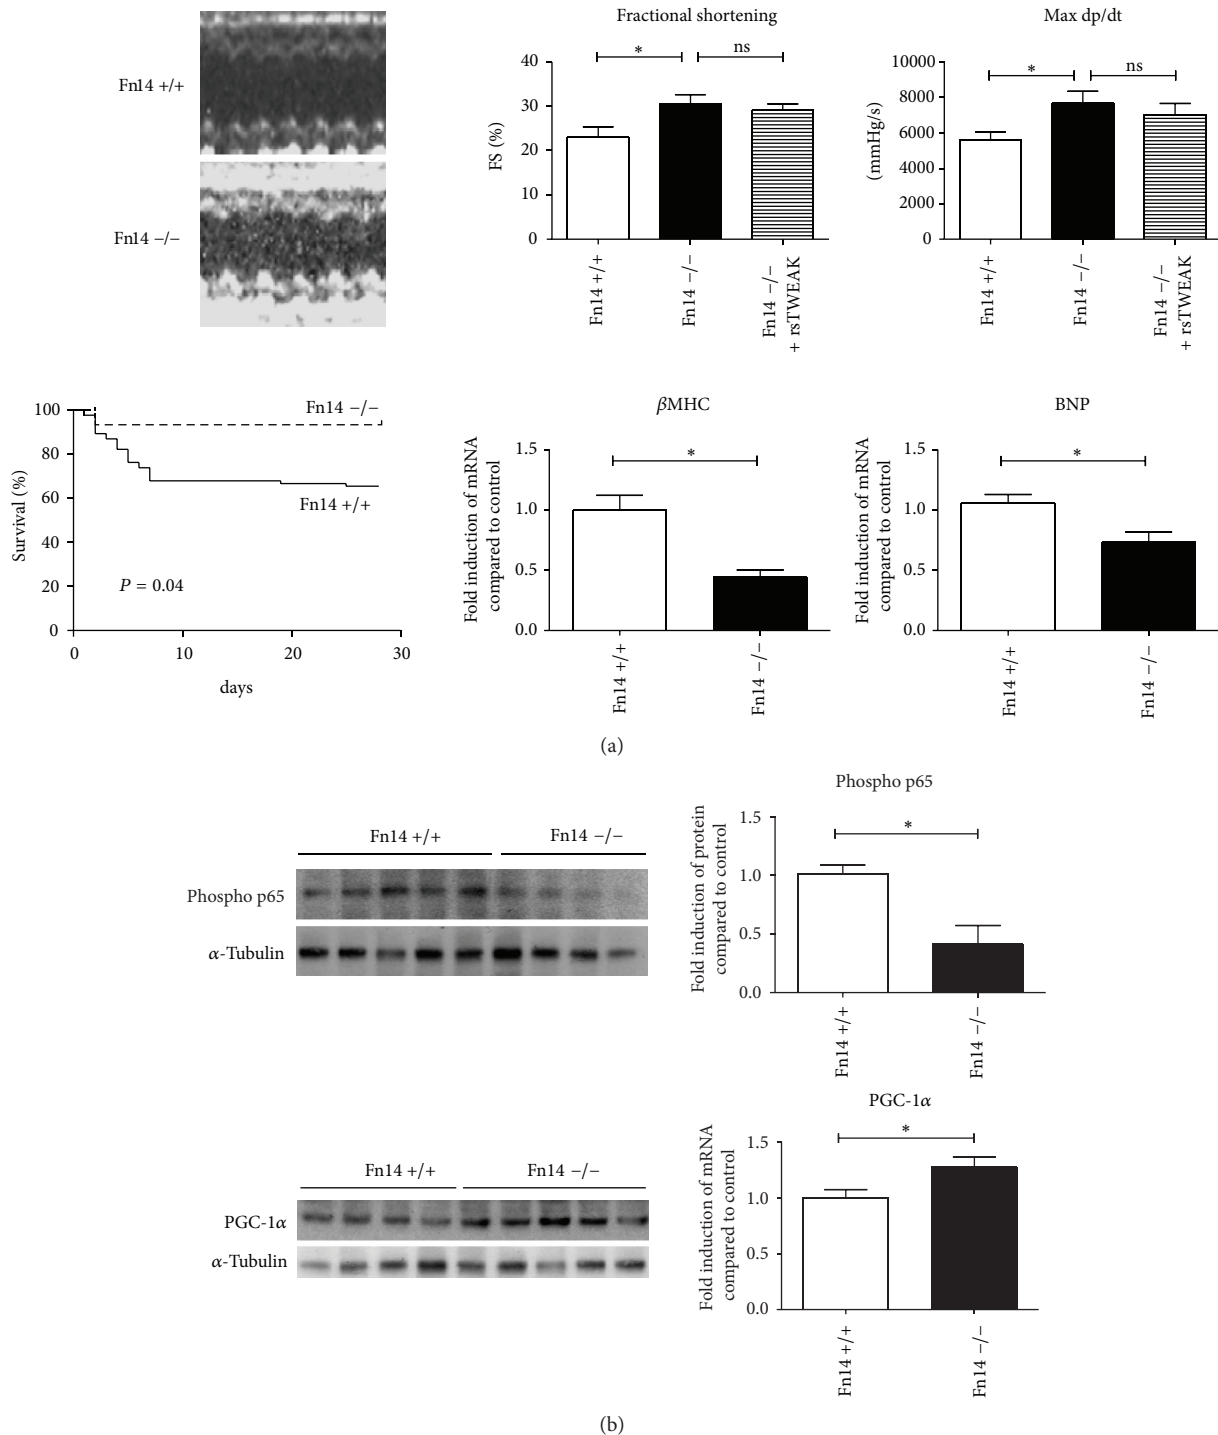 Fn14 +/+
Fn14 −/−
Fractional shortening
*
ns
FS (%)
40
30
20
10
0
Fn14 +/+
Fn14 −/−
Fn14 −/−
+ rsTWEAK
Max dp/dt
*
ns
(mmHg/s)
10000
8000
6000
4000
2000
0
Fn14 +/+
Fn14 −/−
Fn14 −/−
+ rsTWEAK
Survival (%)
100
80
60
40
20
0
Fn14 −/−
Fn14 +/+
P = 0.04
0 10 20 30
days
βMHC
*
Fold induction of mRNA
compared to control
1.5
1.0
0.5
0.0
Fn14 +/+
Fn14 −/−
BNP
*
Fold induction of mRNA
compared to control
1.5
1.0
0.5
0.0
Fn14 +/+
Fn14 −/−
(a)
Fn14 +/+ Fn14 −/−
Phospho p65
α-Tubulin
Phospho p65
*
Fold induction of protein
compared to control
1.5
1.0
0.5
0.0
Fn14 +/+
Fn14 −/−
Fn14 +/+ Fn14 −/−
PGC-1α
α-Tubulin
PGC-1α
*
Fold induction of mRNA
compared to control
1.5
1.0
0.5
0.0
Fn14 +/+
Fn14 −/−
(b)